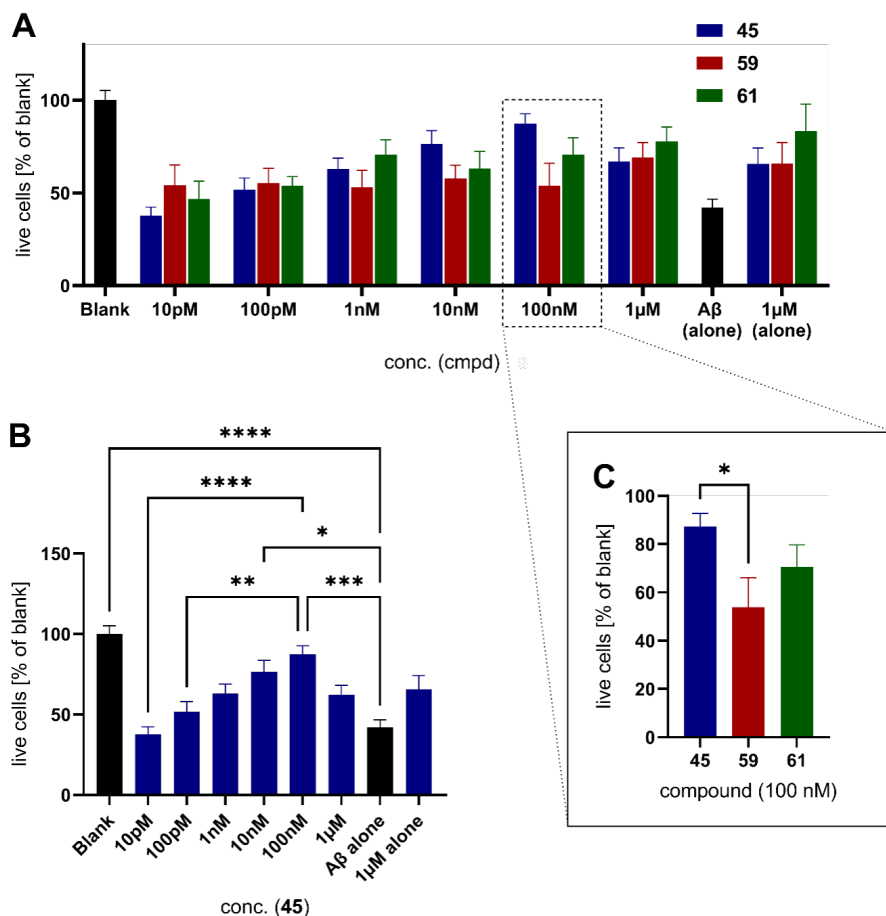 A
45
59
61
live cells [% of blank]
100
50
0
Blank 10pM 100pM 1nM 10nM 100nM 1µM Aβ (alone) 1µM (alone)
conc. (cmpd)
B
****
****
*
** ***
live cells [% of blank]
150
100
50
0
Blank 10pM 100pM 1nM 10nM 100nM 1µM Aβ alone 1µM alone
conc. (45)
C
*
live cells [% of blank]
100
80
60
40
20
0
45 59 61
compound (100 nM)